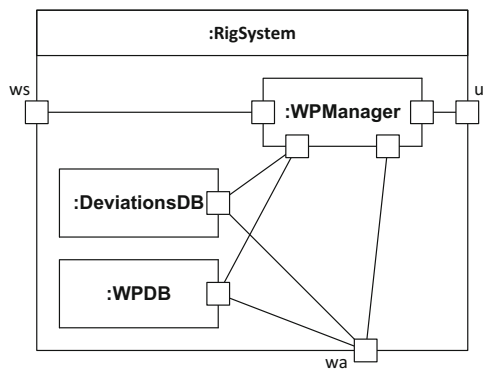 :RigSystem
ws
u
:WPManager
:DeviationsDB
:WPDB
wa